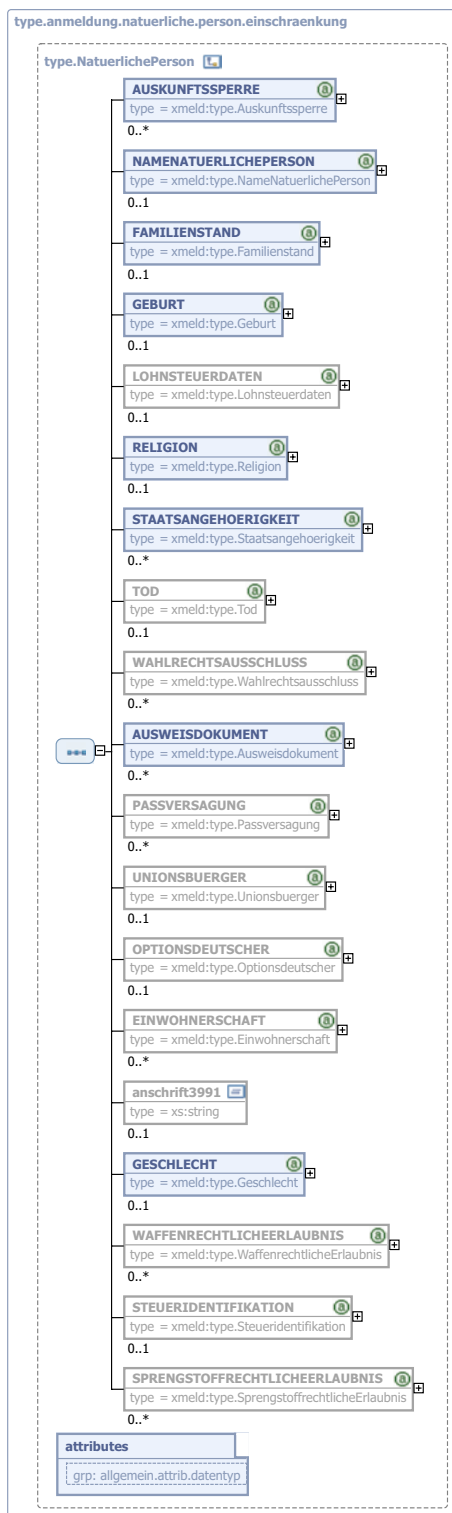 type.anmeldung.natuerliche.person.einschraenkung
type.NatuerlichePerson
AUSKUNFTSSPERRE
type = xmeld:type.Auskunftssperre
0..*
NAMENATUERLICHEPERSON
type = xmeld:type.NameNatuerlichePerson
0..1
FAMILIENSTAND
type = xmeld:type.Familienstand
0..1
GEBURT
type = xmeld:type.Geburt
0..1
LOHNSTEUERDATEN
type = xmeld:type.Lohnsteuerdaten
0..1
RELIGION
type = xmeld:type.Religion
0..1
STAATSANGEHOERIGKEIT
type = xmeld:type.Staatsangehoerigkeit
0..*
TOD
type = xmeld:type.Tod
0..1
WAHLRECHTSAUSSCHLUSS
type = xmeld:type.Wahlrechtsausschluss
0..*
AUSWEISDOKUMENT
type = xmeld:type.Ausweisdokument
0..*
PASSVERSAGUNG
type = xmeld:type.Passversagung
0..*
UNIONSBUERGER
type = xmeld:type.Unionsbuerger
0..1
OPTIONSDEUTSCHER
type = xmeld:type.Optionsdeutscher
0..1
EINWOHNERSCHAFT
type = xmeld:type.Einwohnerschaft
0..*
anschrift3991
type = xs:string
0..1
GESCHLECHT
type = xmeld:type.Geschlecht
0..1
WAFFENRECHTLICHEERLAUBNIS
type = xmeld:type.WaffenrechtlicheErlaubnis
0..*
STEUERIDENTIFIKATION
type = xmeld:type.Steueridentifikation
0..1
SPRENGSTOFFRECHTLICHEERLAUBNIS
type = xmeld:type.SprengstoffrechtlicheErlaubnis
0..*
attributes
grp: allgemein.attrib.datentyp